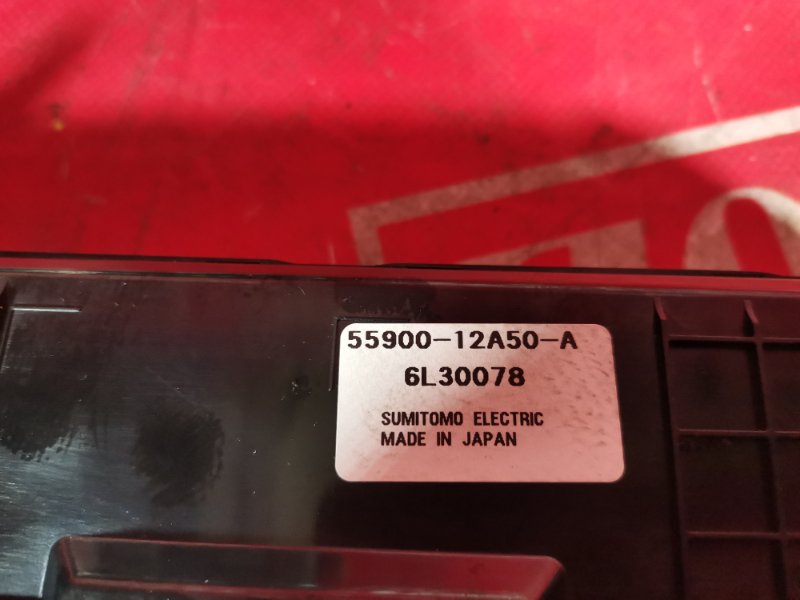 55900-12A50-A
6L30078
SUMITOMO ELECTRIC
MADE IN JAPAN